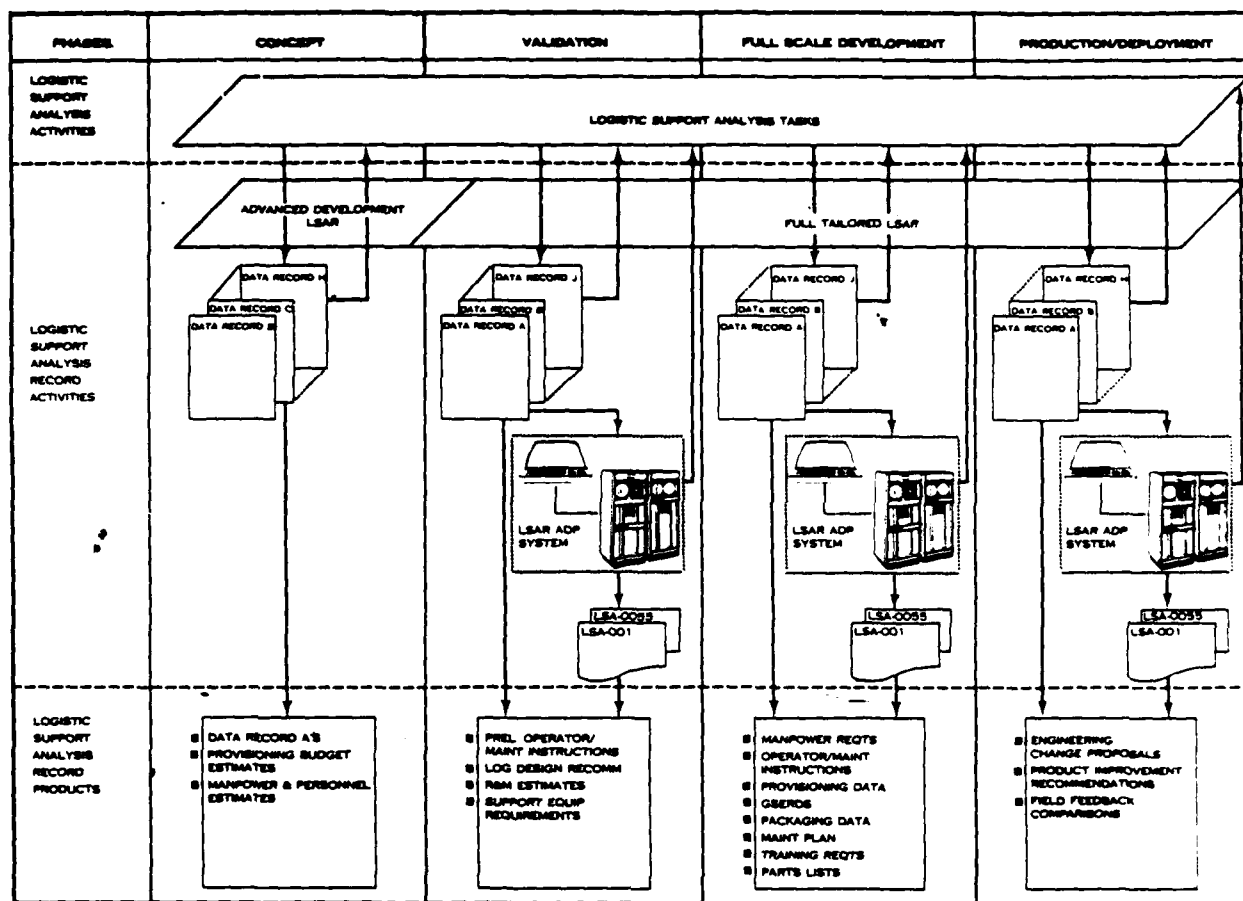 PHASES
CONCEPT
VALIDATION
FULL SCALE DEVELOPMENT
PRODUCTION/DEPLOYMENT
LOGISTIC
SUPPORT
ANALYSIS
ACTIVITIES
LOGISTIC SUPPORT ANALYSIS TASKS
ADVANCED DEVELOPMENT
LSAR
FULL TAILORED LSAR
LOGISTIC
SUPPORT
ANALYSIS
RECORD
ACTIVITIES
DATA RECORD H
DATA RECORD C
DATA RECORD B
DATA RECORD J
DATA RECORD B
DATA RECORD A
LSAR ADP
SYSTEM
LSA-0055
LSA-001
DATA RECORD J
DATA RECORD B
DATA RECORD A
LSAR ADP
SYSTEM
LSA-0055
LSA-001
DATA RECORD H
DATA RECORD B
DATA RECORD A
LSAR ADP
SYSTEM
LSA-0055
LSA-001
LOGISTIC
SUPPORT
ANALYSIS
RECORD
PRODUCTS
DATA RECORD A'S
PROVISIONING BUDGET
ESTIMATES
MANPOWER & PERSONNEL
ESTIMATES
PREL OPERATOR/
MAINT INSTRUCTIONS
LOG DESIGN RECOMM
R&M ESTIMATES
SUPPORT EQUIP
REQUIREMENTS
MANPOWER REQTS
OPERATOR/MAINT
INSTRUCTIONS
PROVISIONING DATA
GSERDS
PACKAGING DATA
MAINT PLAN
TRAINING REQTS
PARTS LISTS
ENGINEERING
CHANGE PROPOSALS
PRODUCT IMPROVEMENT
RECOMMENDATIONS
FIELD FEEDBACK
COMPARISONS